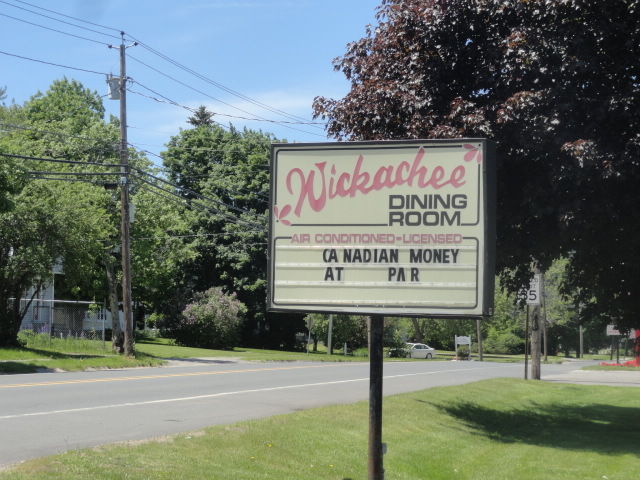 Wickachee
DINING
ROOM
AIR CONDITIONED-LICENSED
CANADIAN MONEY
AT PAR